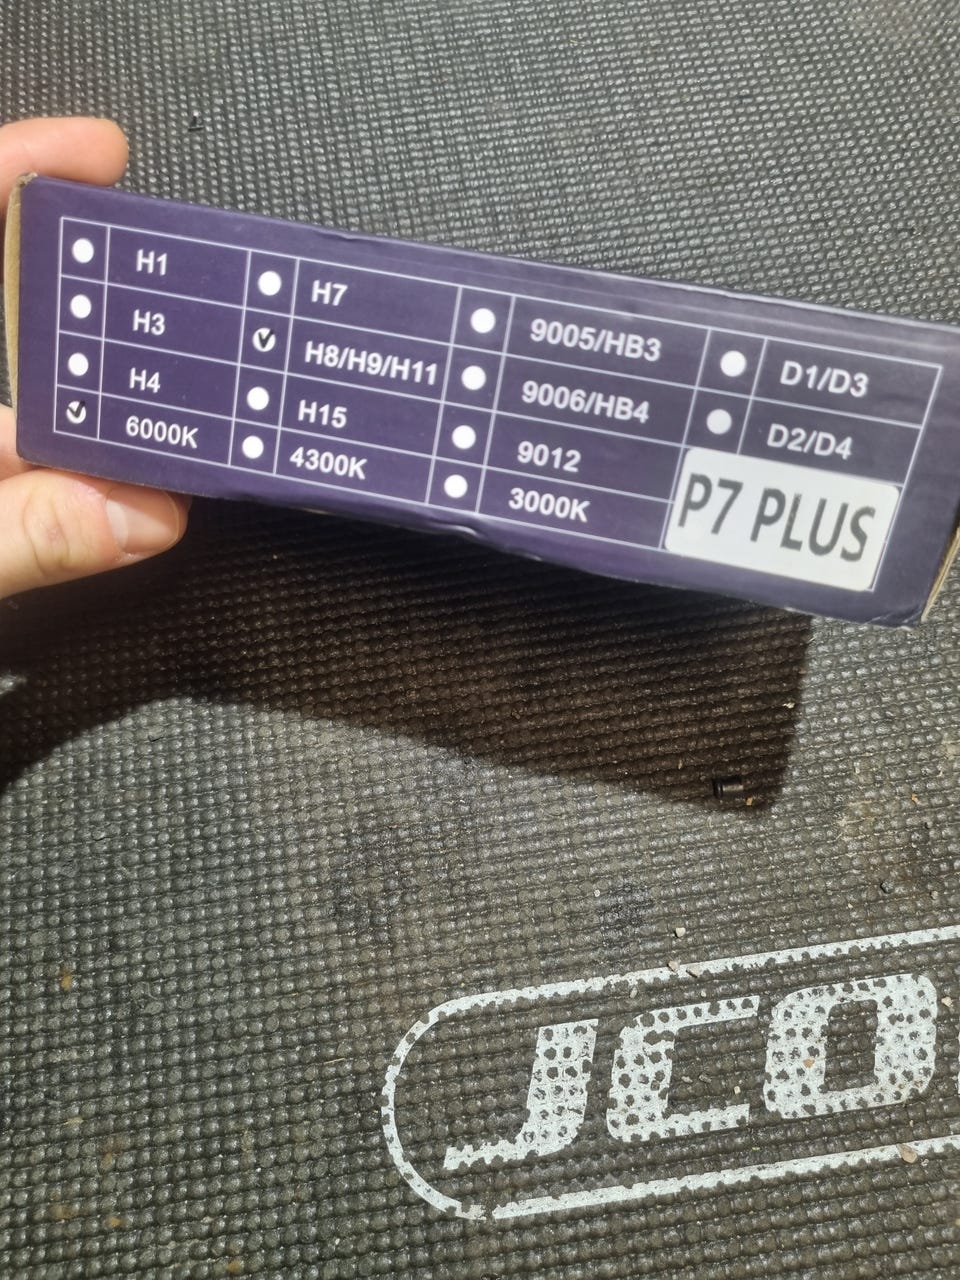 H1 H7 9005/HB3 D1/D3
H3 H8/H9/H11 9006/HB4 D2/D4
H4 H15 9012
6000K 4300K 3000K
P7 PLUS
JCO